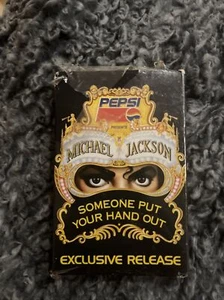 PEPSI
PRESENTS
MICHAEL JACKSON
SOMEONE PUT
YOUR HAND OUT
EXCLUSIVE RELEASE